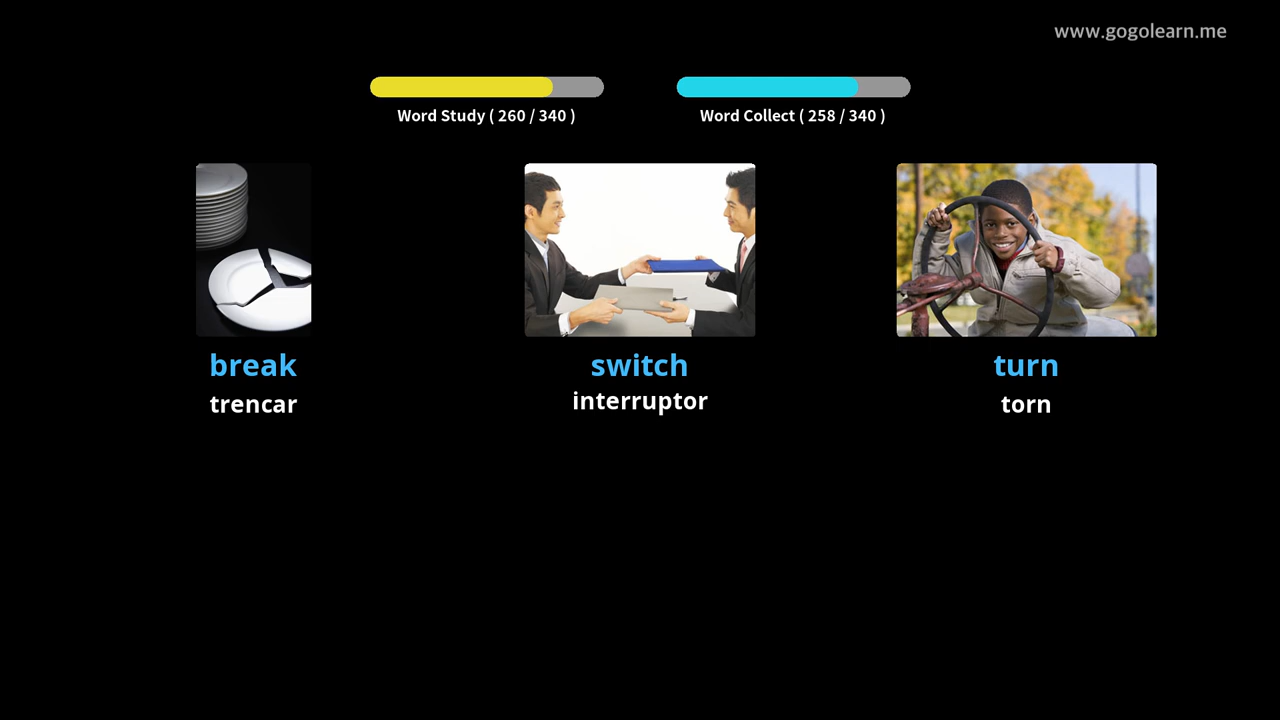 www.gogolearn.me
Word Study ( 260 / 340 )
Word Collect ( 258 / 340 )
break
trencar
switch
interruptor
turn
torn